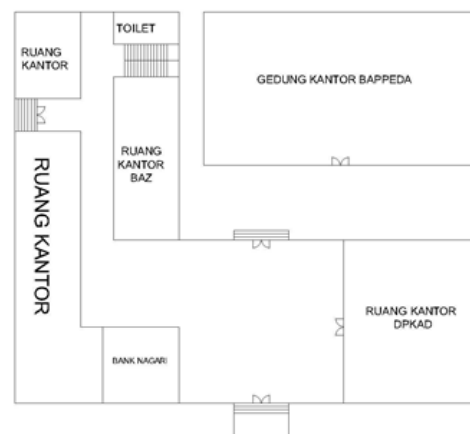 TOILET
RUANG
KANTOR
GEDUNG KANTOR BAPPEDA
RUANG
KANTOR
BAZ
RUANG KANTOR
RUANG KANTOR
DPKAD
BANK NAGARI